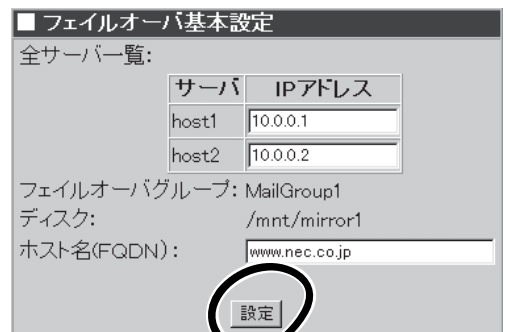 ■ フェイルオーバ基本設定
全サーバ一覧:
サーバ IPアドレス
host1 10.0.0.1
host2 10.0.0.2
フェイルオーバグループ: MailGroup1
ディスク: /mnt/mirror1
ホスト名(FQDN): www.nec.co.jp
設定